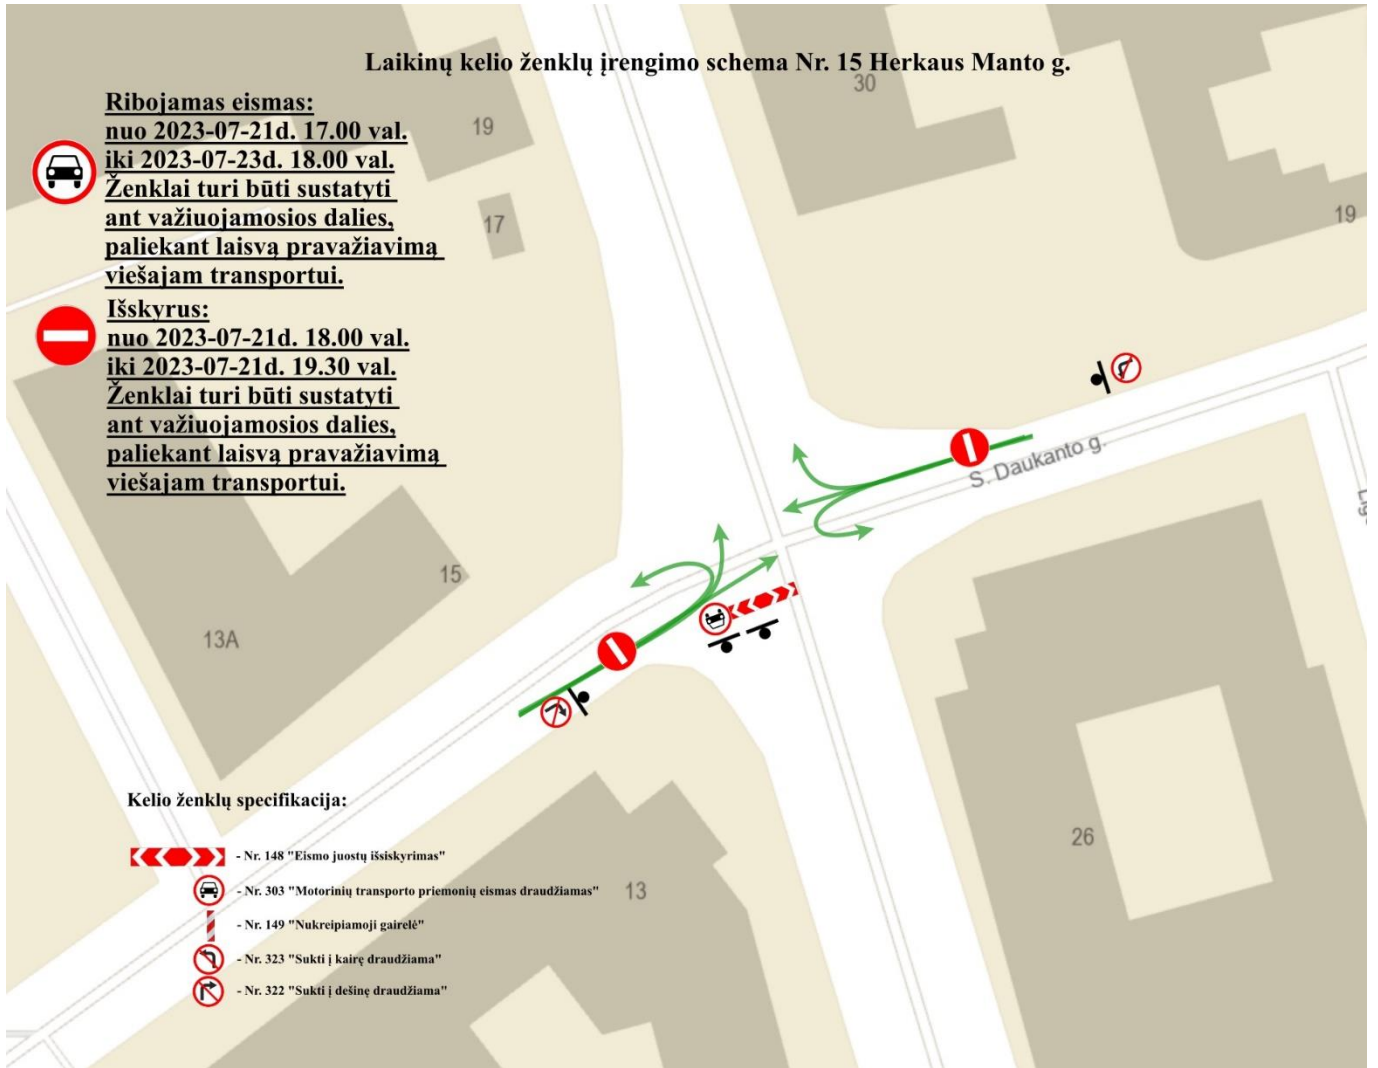 Laikinų kelio ženklų įrengimo schema Nr. 15 Herkaus Manto g.
Ribojamas eismas:
nuo 2023-07-21d. 17.00 val.
iki 2023-07-23d. 18.00 val.
Ženklai turi būti sustatyti
ant važiuojamosios dalies,
paliekant laisvą pravažiavimą
viešajam transportui.
Išskyrus:
nuo 2023-07-21d. 18.00 val.
iki 2023-07-21d. 19.30 val.
Ženklai turi būti sustatyti
ant važiuojamosios dalies,
paliekant laisvą pravažiavimą
viešajam transportui.
30
19
17
19
S. Daukanto g.
15
13A
26
13
Kelio ženklų specifikacija:
- Nr. 148 "Eismo juostų išsiskyrimas"
- Nr. 303 "Motorinių transporto priemonių eismas draudžiamas"
- Nr. 149 "Nukreipiamoji gairelė"
- Nr. 323 "Sukti į kairę draudžiama"
- Nr. 322 "Sukti į dešinę draudžiama"